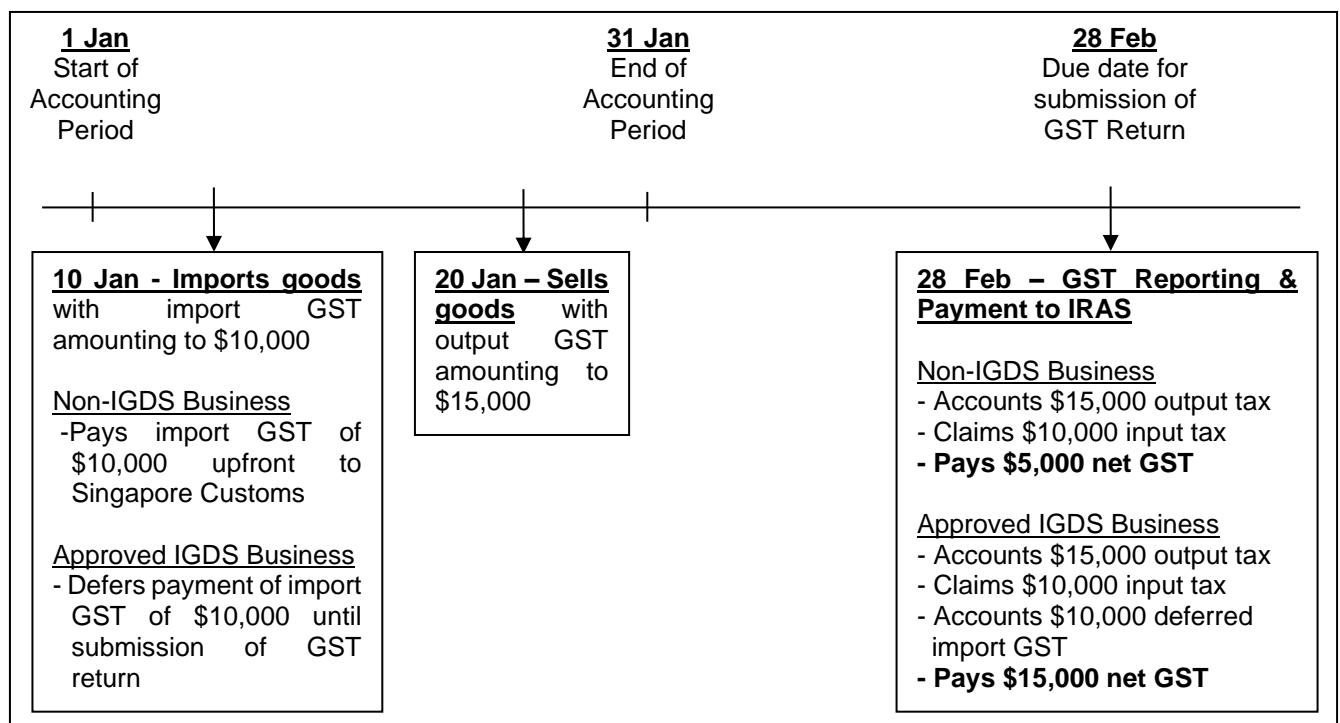 1 Jan
Start of
Accounting
Period
31 Jan
End of
Accounting
Period
28 Feb
Due date for
submission of
GST Return
10 Jan - Imports goods
with import GST
amounting to $10,000
Non-IGDS Business
-Pays import GST of
$10,000 upfront to
Singapore Customs
Approved IGDS Business
- Defers payment of import
GST of $10,000 until
submission of GST
return
20 Jan – Sells
goods with
output GST
amounting to
$15,000
28 Feb – GST Reporting &
Payment to IRAS
Non-IGDS Business
- Accounts $15,000 output tax
- Claims $10,000 input tax
- Pays $5,000 net GST
Approved IGDS Business
- Accounts $15,000 output tax
- Claims $10,000 input tax
- Accounts $10,000 deferred
import GST
- Pays $15,000 net GST